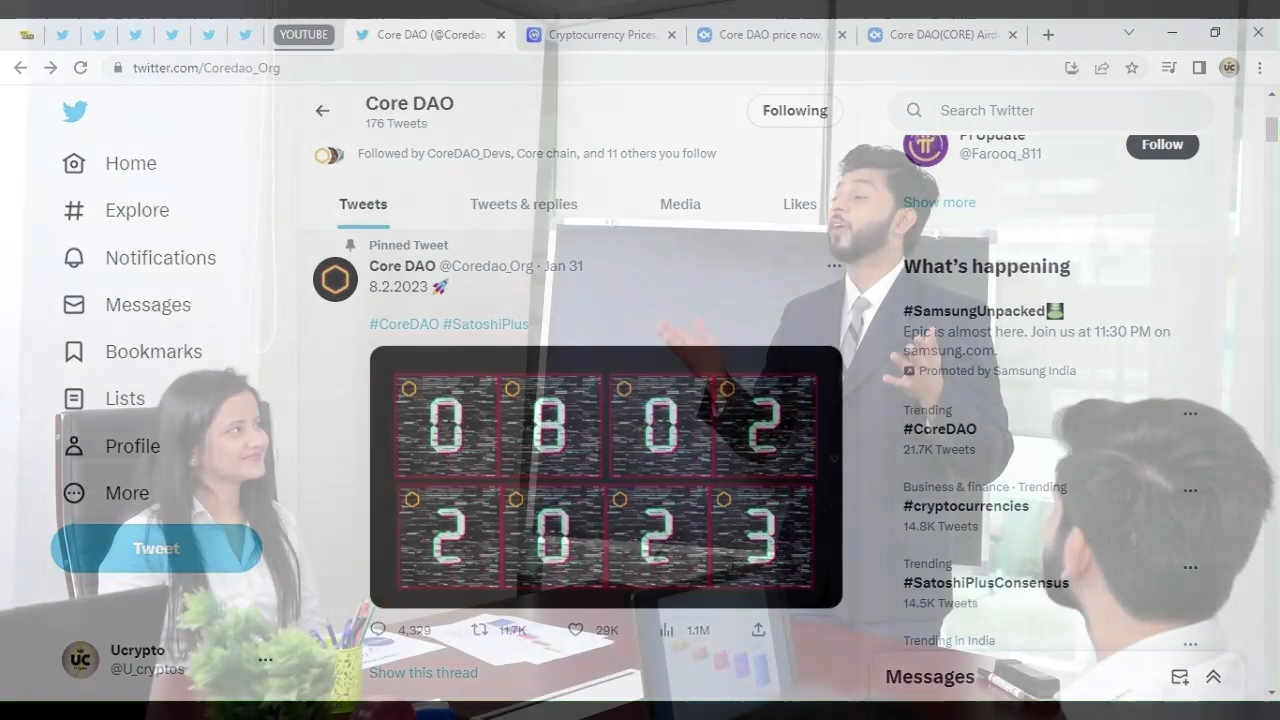 YOUTUBE
Core DAO (@Coredao
Cryptocurrency Prices,
Core DAO price now,
Core DAO(CORE) Aird
twitter.com/Coredao_Org
UC
Core DAO
176 Tweets
Following
Search Twitter
Followed by CoreDAO_Devs, Core chain, and 11 others you follow
Pi Update
@Farooq_811
Follow
Show more
Home
Explore
Notifications
Messages
Bookmarks
Lists
Profile
More
Tweet
Ucrypto
@U_cryptos
UC
Tweets
Tweets & replies
Media
Likes
Pinned Tweet
Core DAO @Coredao_Org · Jan 31
8.2.2023 🚀
#CoreDAO #SatoshiPlus
0 8 0 2
2 0 2 3
4,329
11.7K
29K
1.1M
Show this thread
What's happening
#SamsungUnpacked
Epic is almost here. Join us at 11:30 PM on
samsung.com.
Promoted by Samsung India
Trending
#CoreDAO
21.7K Tweets
Business & finance · Trending
#cryptocurrencies
14.8K Tweets
Trending
#SatoshiPlusConsensus
14.5K Tweets
Trending in India
Messages